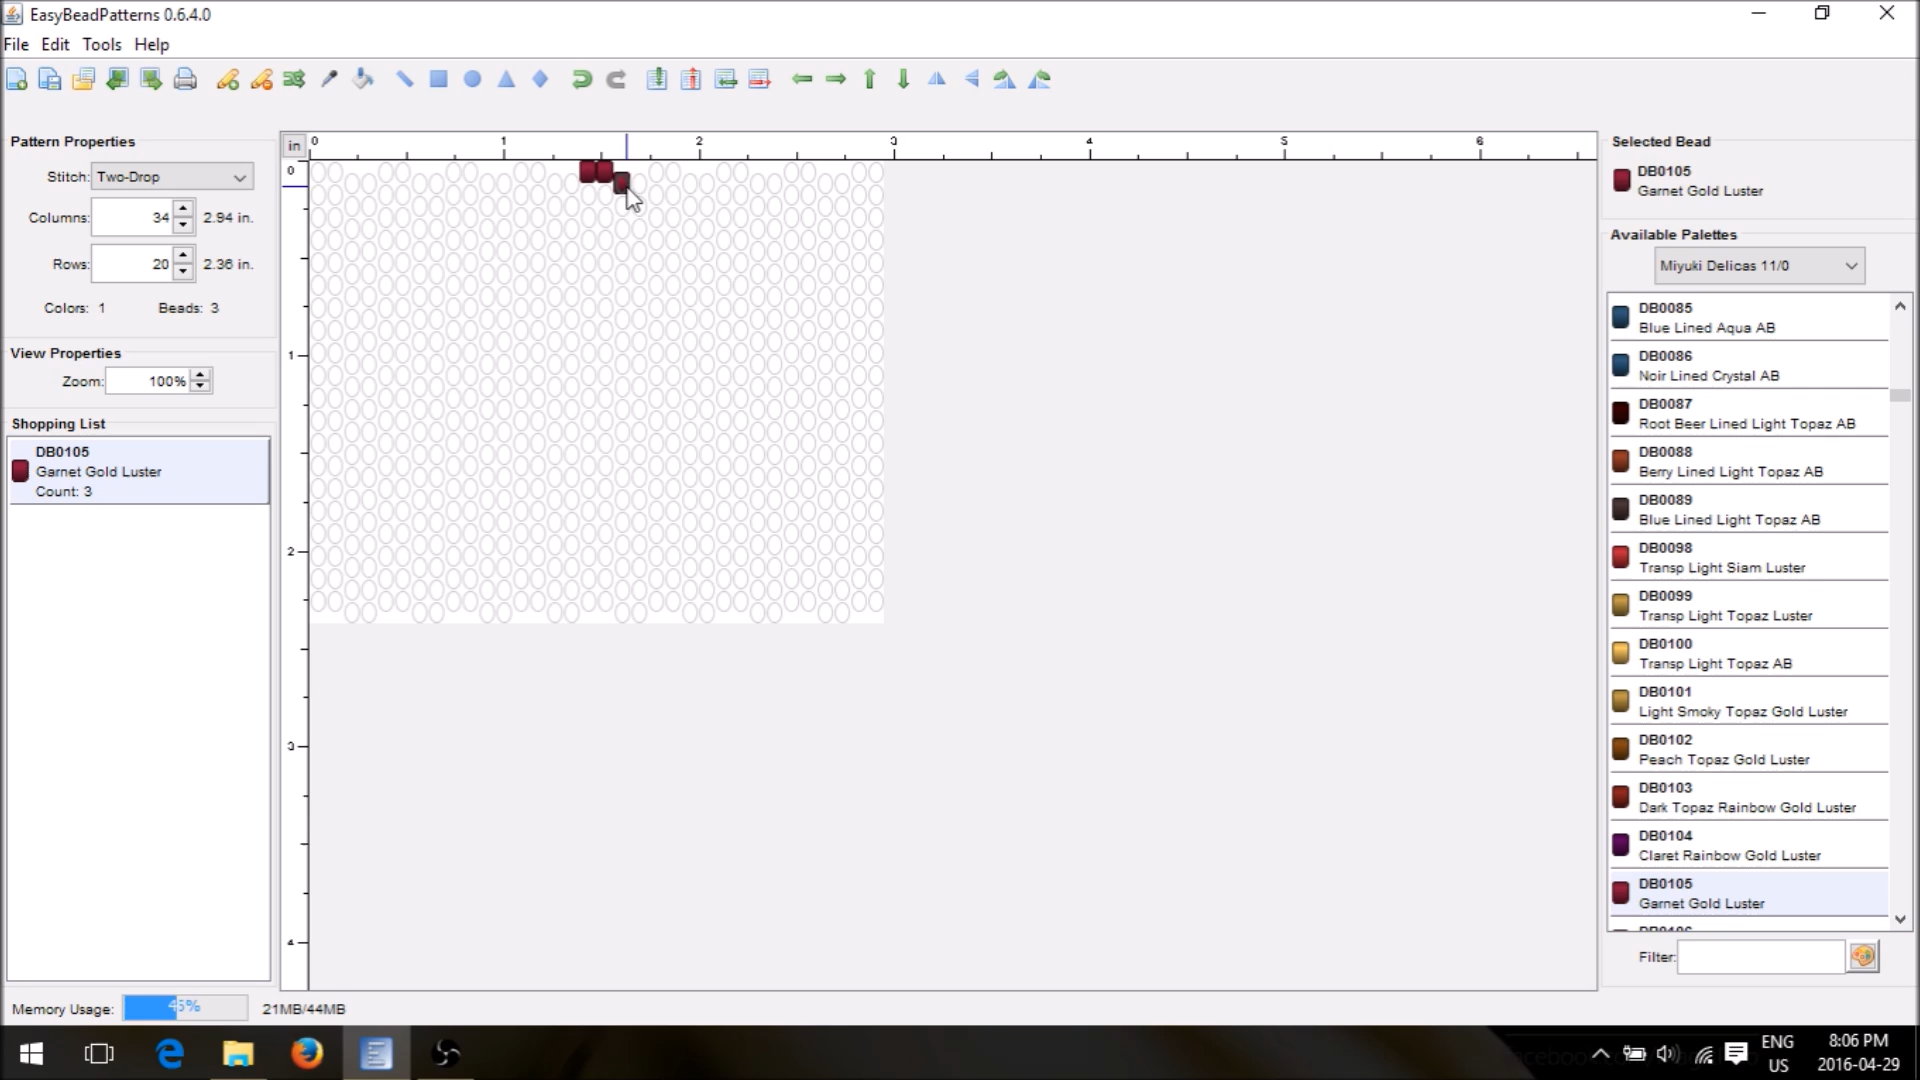 EasyBeadPatterns 0.6.4.0
File Edit Tools Help
Pattern Properties
Stitch: Two-Drop
Columns: 34 2.94 in.
Rows: 20 2.36 in.
Colors: 1 Beads: 3
View Properties
Zoom: 100%
Shopping List
DB0105
Garnet Gold Luster
Count: 3
Memory Usage: 45% 21MB/44MB
in 0 1 2 3 4 5 6
0
1
2
3
4
Selected Bead
DB0105
Garnet Gold Luster
Available Palettes
Miyuki Delicas 11/0
DB0085
Blue Lined Aqua AB
DB0086
Noir Lined Crystal AB
DB0087
Root Beer Lined Light Topaz AB
DB0088
Berry Lined Light Topaz AB
DB0089
Blue Lined Light Topaz AB
DB0098
Transp Light Siam Luster
DB0099
Transp Light Topaz Luster
DB0100
Transp Light Topaz AB
DB0101
Light Smoky Topaz Gold Luster
DB0102
Peach Topaz Gold Luster
DB0103
Dark Topaz Rainbow Gold Luster
DB0104
Claret Rainbow Gold Luster
DB0105
Garnet Gold Luster
DB0106
Filter:
ENG
US
8:06 PM
2016-04-29